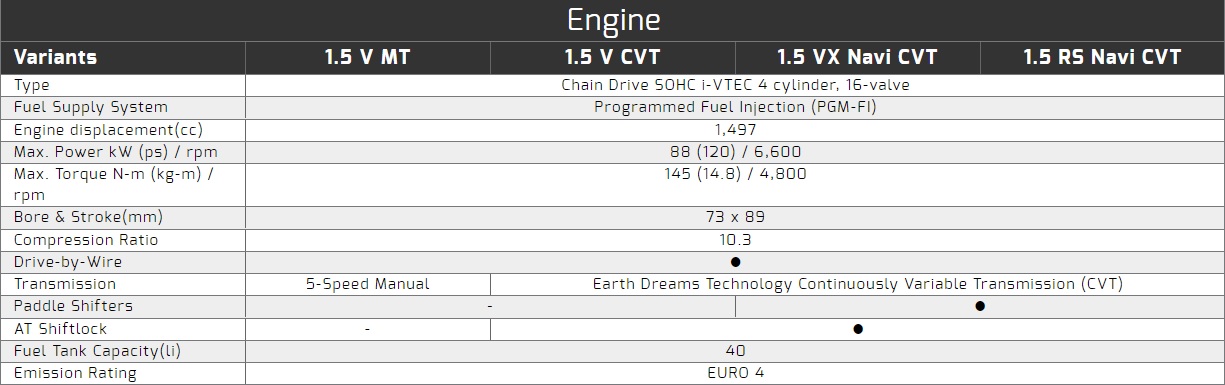 Engine
Variants 1.5 V MT 1.5 V CVT 1.5 VX Navi CVT 1.5 RS Navi CVT
Type Chain Drive SOHC i-VTEC 4 cylinder, 16-valve
Fuel Supply System Programmed Fuel Injection (PGM-FI)
Engine displacement(cc) 1,497
Max. Power kW (ps) / rpm 88 (120) / 6,600
Max. Torque N-m (kg-m) / 145 (14.8) / 4,800
rpm
Bore & Stroke(mm) 73 x 89
Compression Ratio 10.3
Drive-by-Wire ●
Transmission 5-Speed Manual Earth Dreams Technology Continuously Variable Transmission (CVT)
Paddle Shifters - ●
AT Shiftlock - ●
Fuel Tank Capacity(li) 40
Emission Rating EURO 4